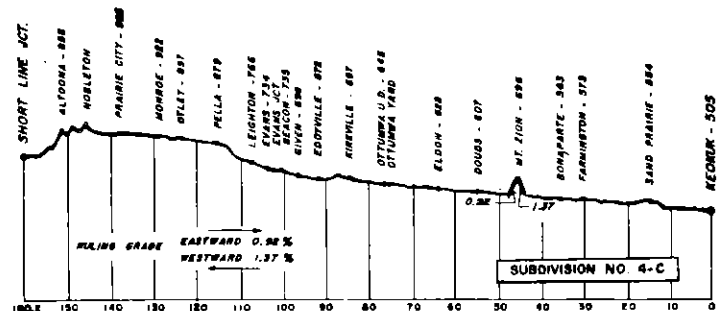 SHORT LINE JCT.
ALTOONA - 888
NOBLETON
PRAIRIE CITY - 925
MONROE - 922
OTLEY - 897
PELLA - 879
LEIGHTON - 766
EVANS - 734
EVANS JCT.
BEACON - 735
GIVEN - 690
EDDYVILLE - 672
KIRKVILLE - 687
OTTUMWA U.D. - 645
OTTUMWA YARD
ELDON - 628
DOUDS - 607
MT. ZION - 696
BONAPARTE - 563
FARMINGTON - 573
SAND PRAIRIE - 554
KEOKUK - 505
0.92
1.37
RULING GRADE
EASTWARD 0.92 %
WESTWARD 1.37 %
SUBDIVISION NO. 4-C
150 140 130 120 110 100 90 80 70 60 50 40 30 20 10 0